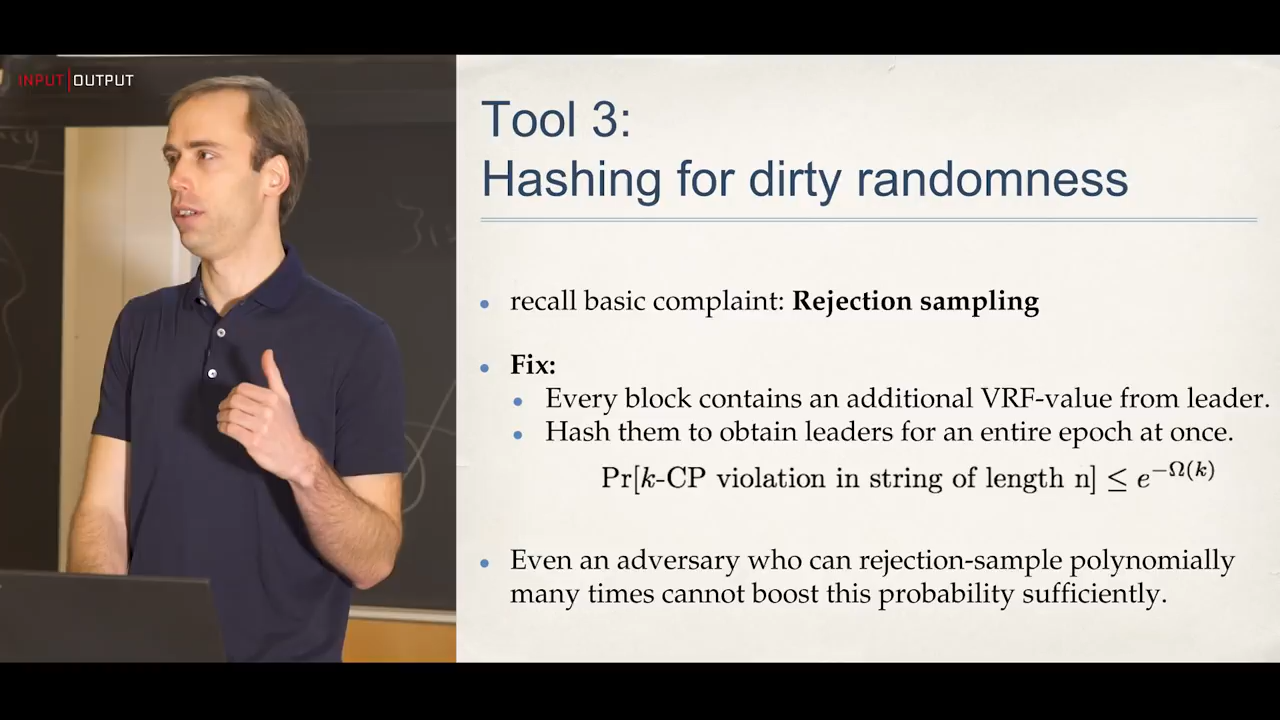 INPUT|OUTPUT
Tool 3:
Hashing for dirty randomness
• recall basic complaint: Rejection sampling
• Fix:
• Every block contains an additional VRF-value from leader.
• Hash them to obtain leaders for an entire epoch at once.
Pr[k-CP violation in string of length n] ≤ e^{−Ω(k)}
• Even an adversary who can rejection-sample polynomially
many times cannot boost this probability sufficiently.